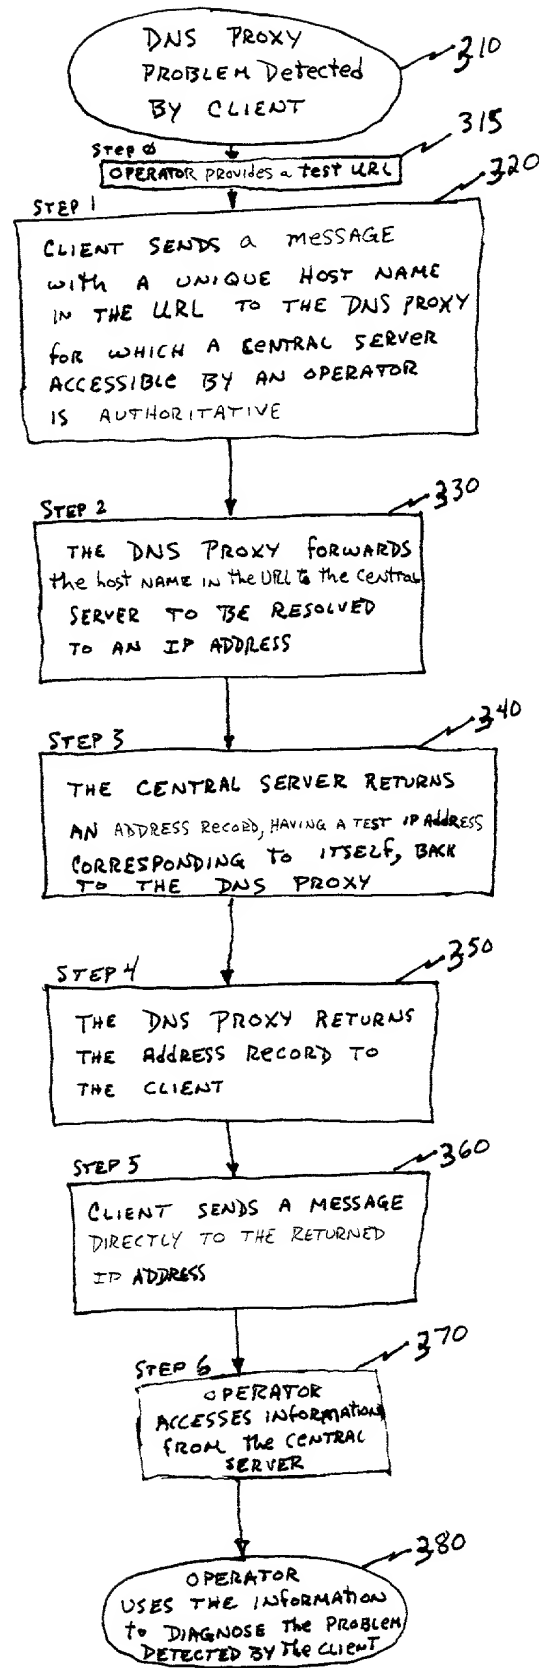 DNS PROXY
PROBLEM Detected
BY CLIENT
310
Step 0
315
OPERATOR provides a test URL
320
STEP 1
CLIENT SENDS a message
with A UNIQUE HOST NAME
IN THE URL TO THE DNS PROXY
for WHICH A CENTRAL SERVER
ACCESSIBLE BY AN OPERATOR
IS AUTHORITATIVE
330
STEP 2
THE DNS PROXY forWARDS
the host NAME IN the URL to the Central
SERVER TO BE RESOLVED
TO AN IP ADDRESS
340
STEP 3
THE CENTRAL SERVER RETURNS
AN ADDRESS RECORD, HAVING A TEST IP Address
CORRESPONDING to ITSELF, BACK
TO THE DNS PROXY
350
STEP 4
THE DNS PROXY RETURNS
THE AddRESS RECORD TO
THE CLIENT
360
STEP 5
CLIENT SENDS A MESSAGE
DIRECTLY TO THE RETURNED
IP ADDRESS
370
STEP 6
OPERATOR
ACCESSES INformATION
from the CENTRAL
SERVER
380
OPERATOR
USES THE INformATION
to DIAGNOSE the PROBLEM
DETECTED BY the CLIENT